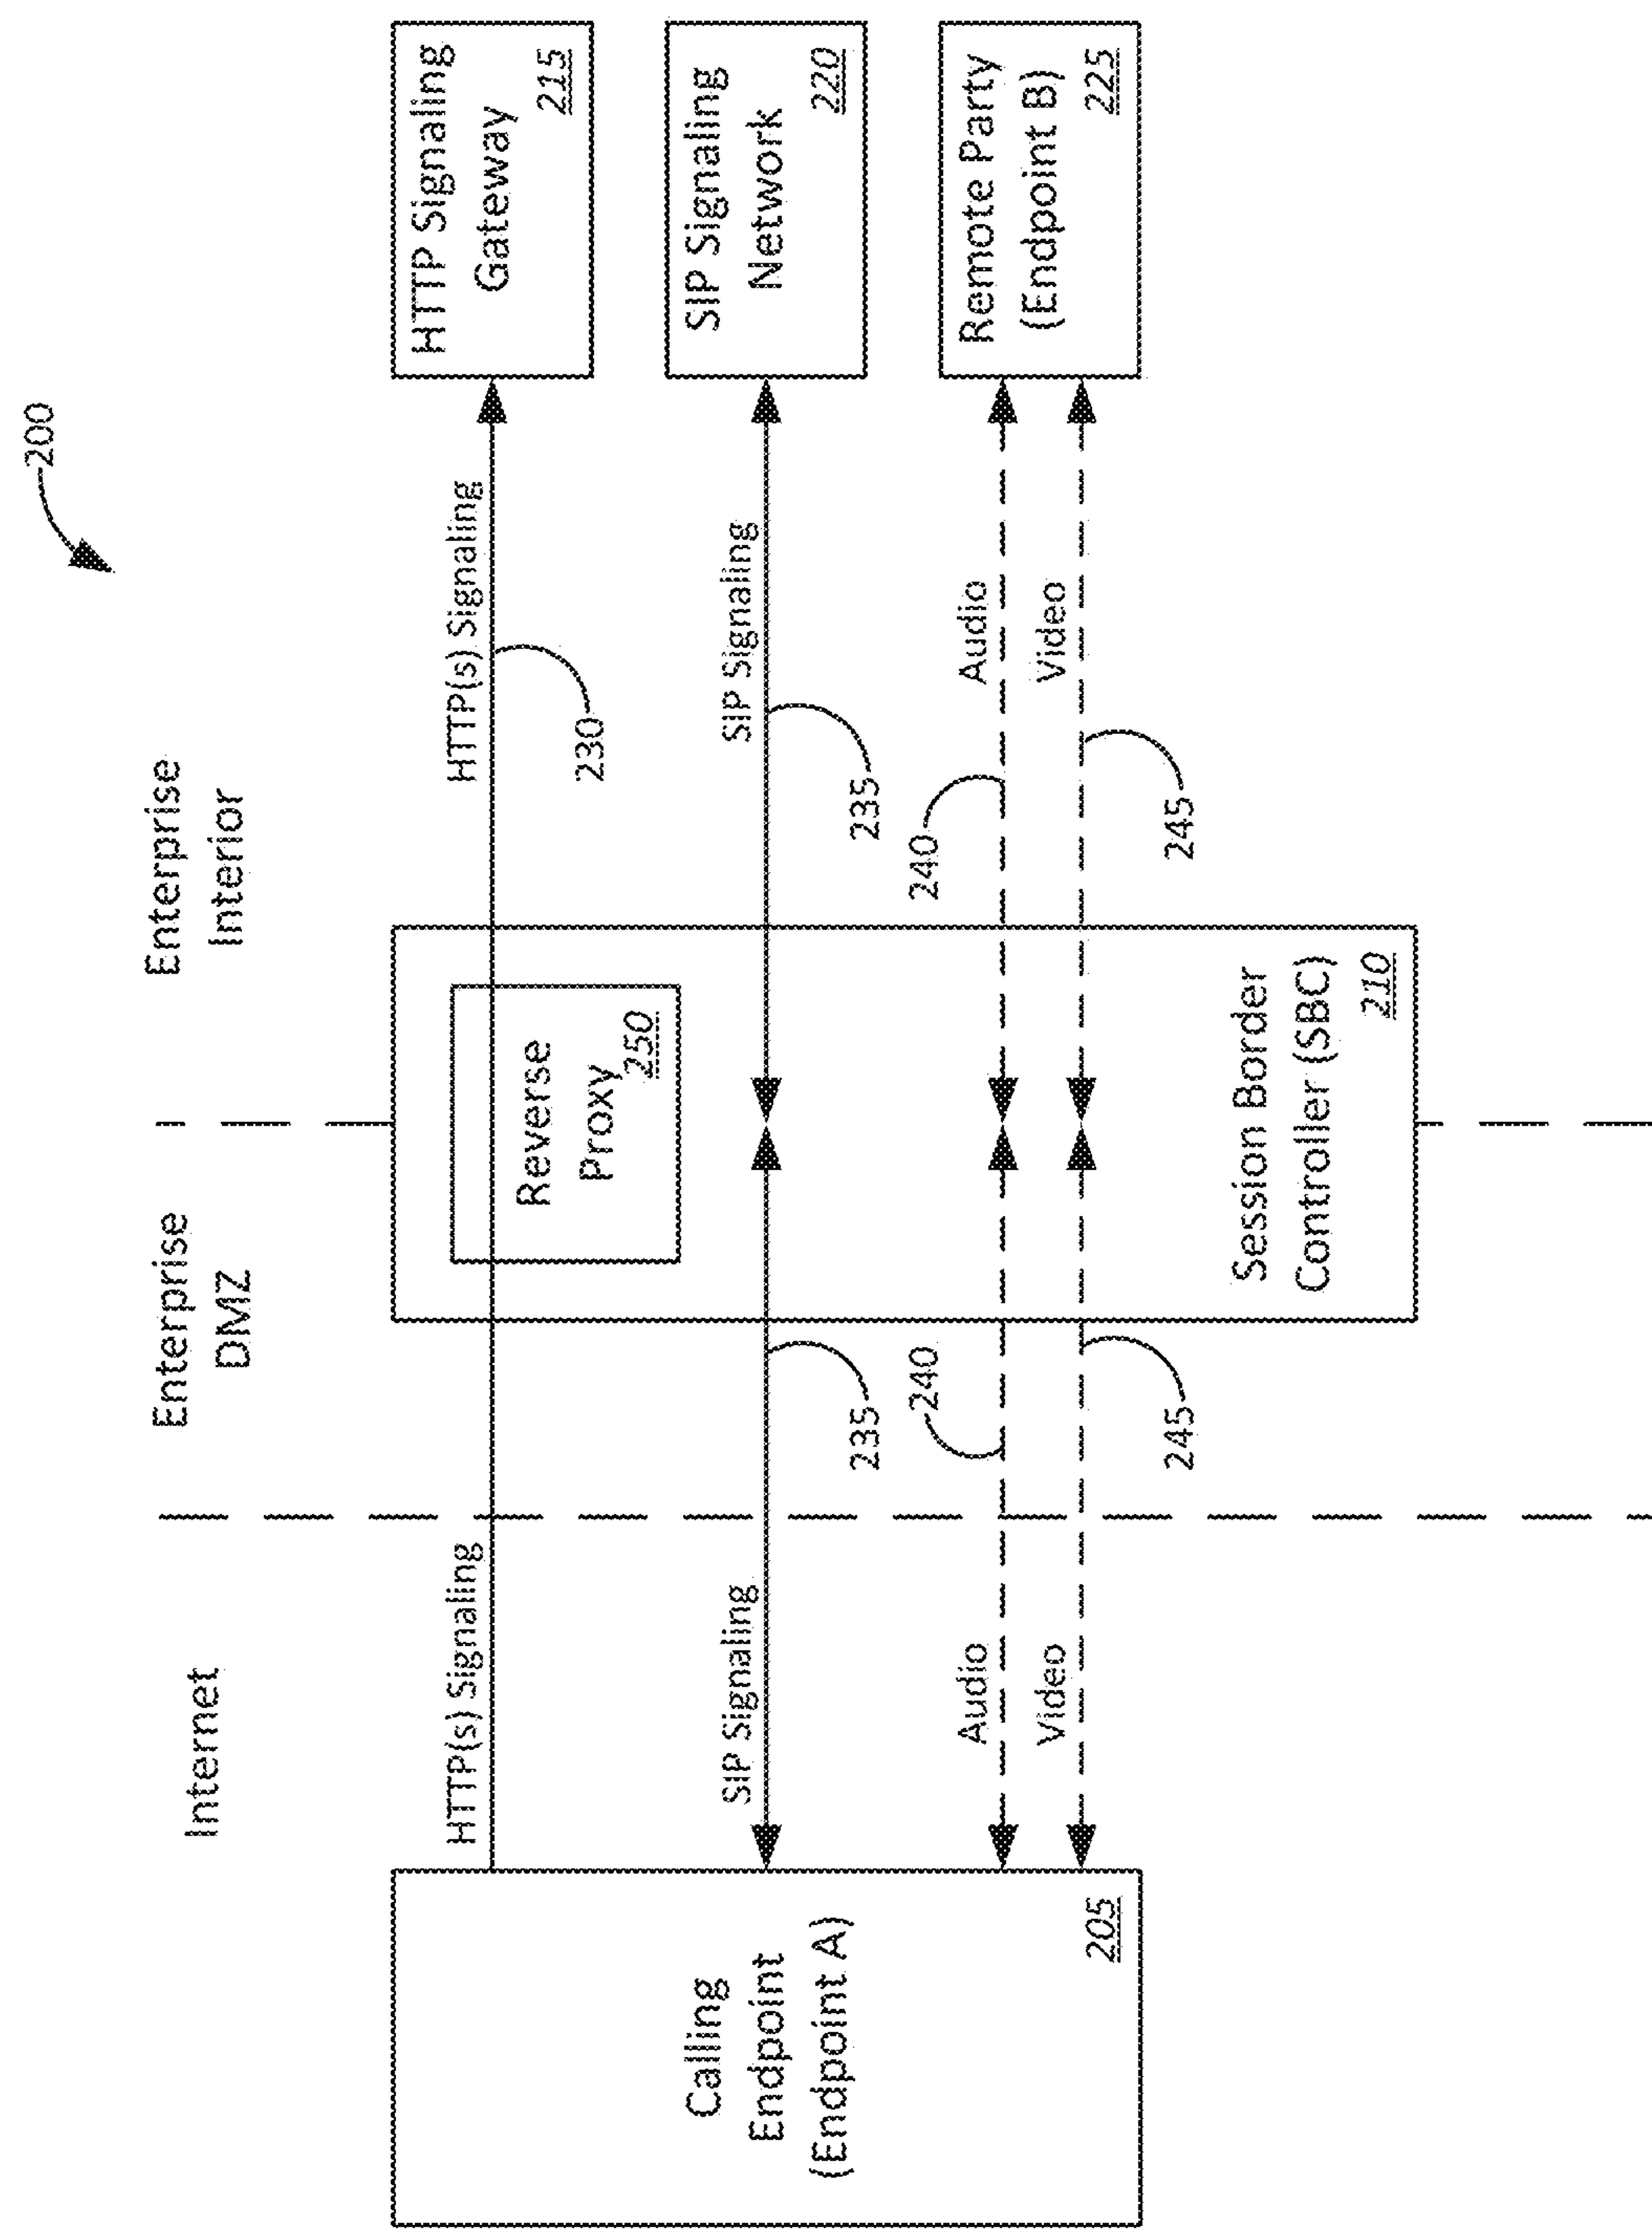 200
Internet
Enterprise
DMZ
Enterprise
Interior
Calling
Endpoint
(Endpoint A)
205
HTTP(s) Signaling
SIP Signaling
Audio
Video
235
240
245
Reverse
Proxy
250
Session Border
Controller (SBC)
210
HTTP(s) Signaling
230
SIP Signaling
235
Audio
240
Video
245
HTTP Signaling
Gateway
215
SIP Signaling
Network
220
Remote Party
(Endpoint B)
225